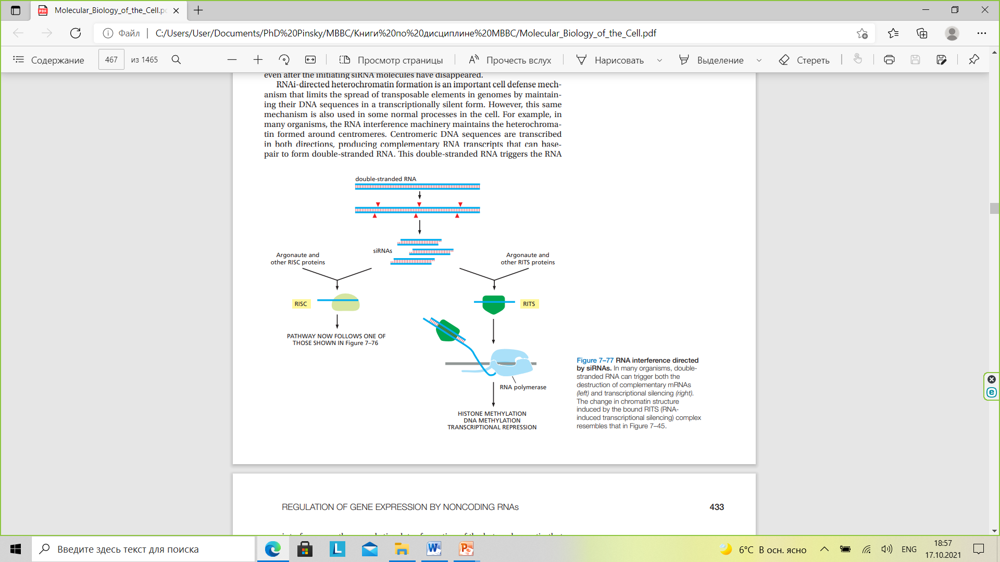 Molecular_Biology_of_the_Cell.pd
Файл
C:/Users/User/Documents/PhD%20Pinsky/MBBC/Книги%20по%20дисциплине%20MBBC/Molecular_Biology_of_the_Cell.pdf
Содержание
467
из 1465
Просмотр страницы
Прочесть вслух
Нарисовать
Выделение
Стереть
even after the initiating siRNA molecules have disappeared.
RNAi-directed heterochromatin formation is an important cell defense mech-
anism that limits the spread of transposable elements in genomes by maintain-
ing their DNA sequences in a transcriptionally silent form. However, this same
mechanism is also used in some normal processes in the cell. For example, in
many organisms, the RNA interference machinery maintains the heterochroma-
tin formed around centromeres. Centromeric DNA sequences are transcribed
in both directions, producing complementary RNA transcripts that can base-
pair to form double-stranded RNA. This double-stranded RNA triggers the RNA
double-stranded RNA
siRNAs
Argonaute and
other RISC proteins
Argonaute and
other RITS proteins
RISC
RITS
PATHWAY NOW FOLLOWS ONE OF
THOSE SHOWN IN Figure 7–76
RNA polymerase
HISTONE METHYLATION
DNA METHYLATION
TRANSCRIPTIONAL REPRESSION
Figure 7–77 RNA interference directed
by siRNAs. In many organisms, double-
stranded RNA can trigger both the
destruction of complementary mRNAs
(left) and transcriptional silencing (right).
The change in chromatin structure
induced by the bound RITS (RNA-
induced transcriptional silencing) complex
resembles that in Figure 7–45.
REGULATION OF GENE EXPRESSION BY NONCODING RNAs
433
Введите здесь текст для поиска
6°C В осн. ясно
ENG
18:57
17.10.2021